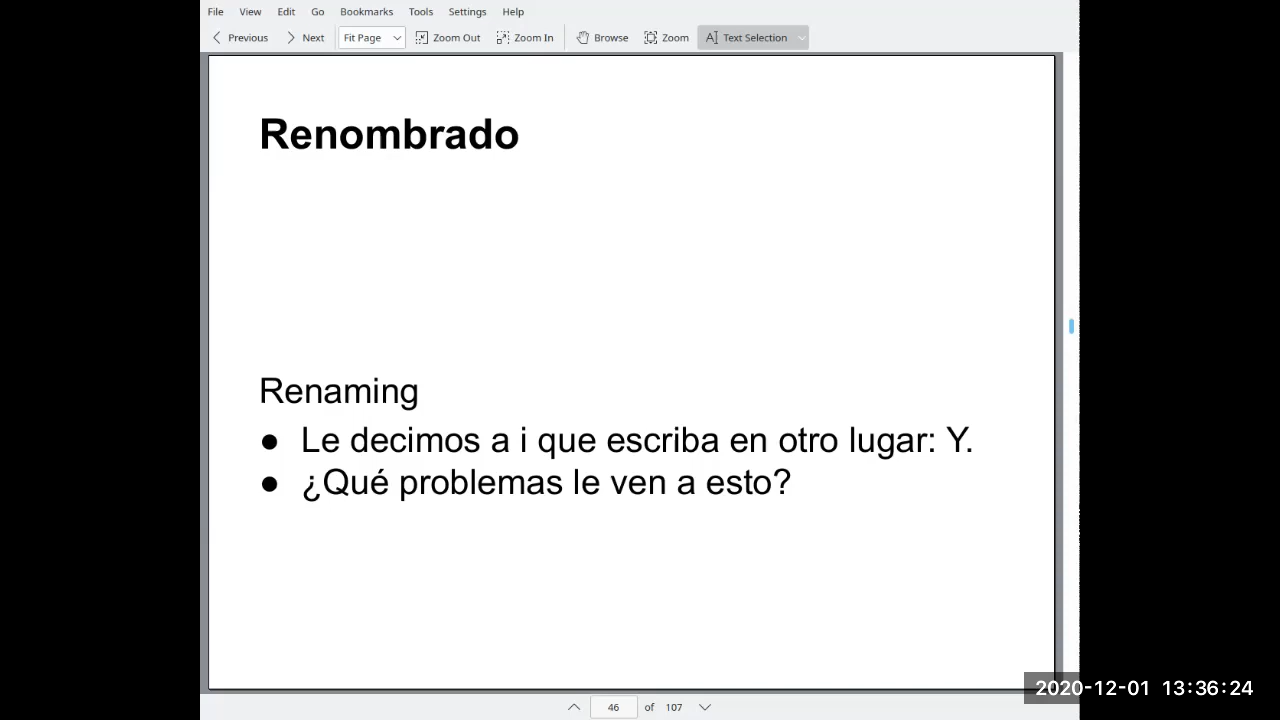 File View Edit Go Bookmarks Tools Settings Help
Previous Next Fit Page Zoom Out Zoom In Browse Zoom Text Selection
Renombrado
Renaming
● Le decimos a i que escriba en otro lugar: Y.
● ¿Qué problemas le ven a esto?
2020-12-01 13:36:24
46 of 107